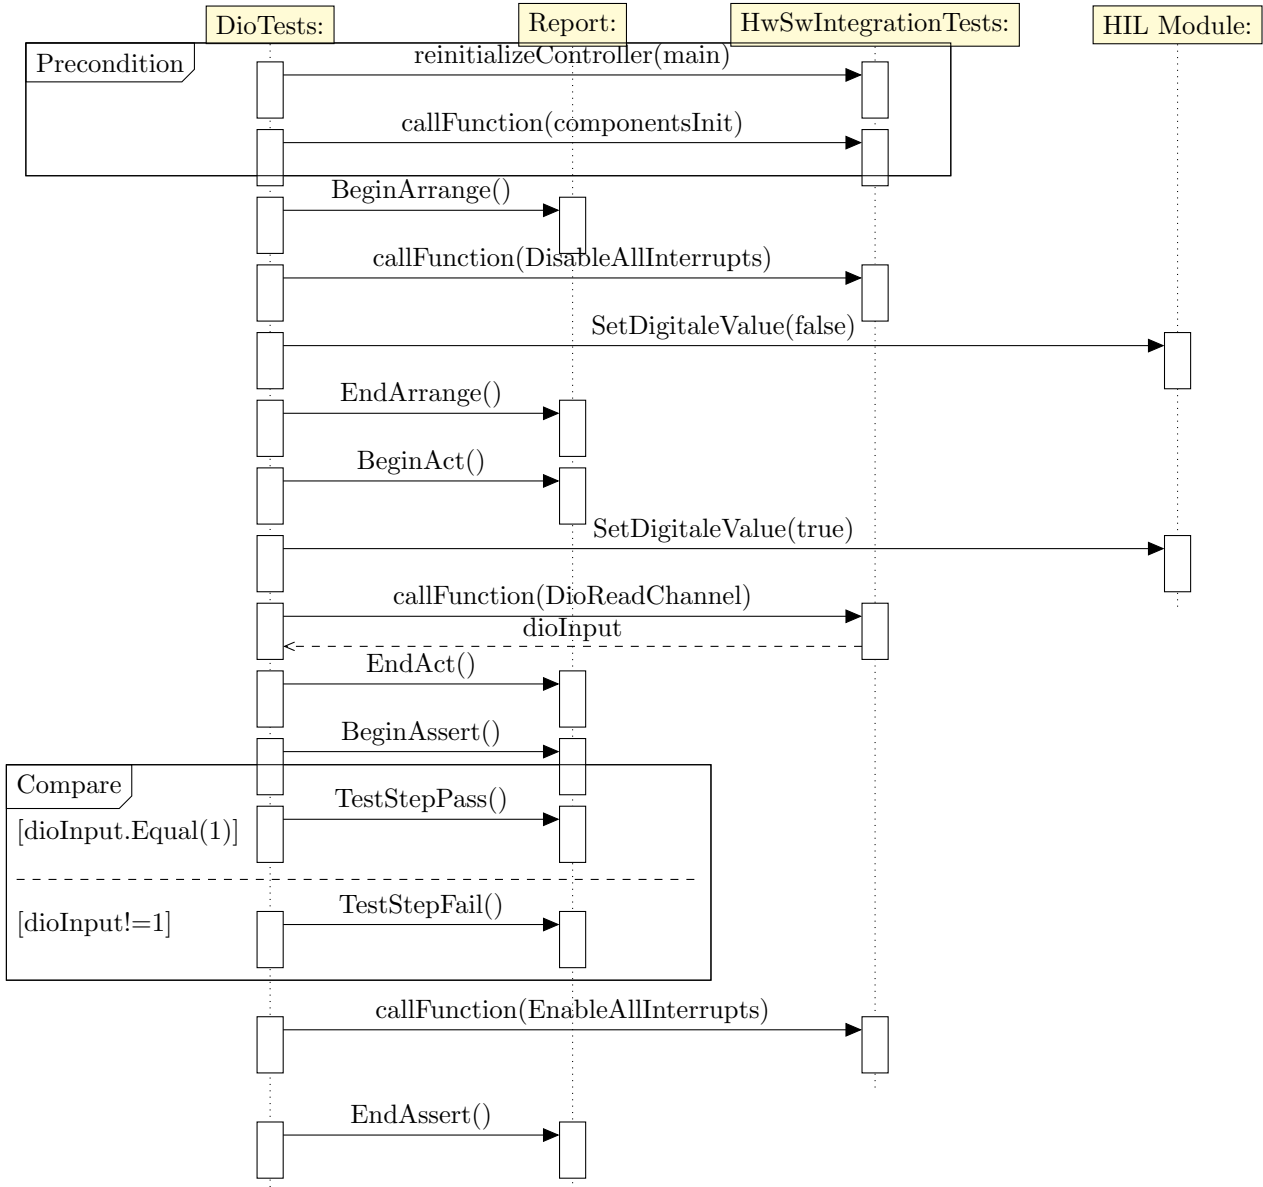 DioTests:
Report:
HwSwIntegrationTests:
HIL Module:
Precondition
reinitializeController(main)
callFunction(componentsInit)
BeginArrange()
callFunction(DisableAllInterrupts)
SetDigitaleValue(false)
EndArrange()
BeginAct()
SetDigitaleValue(true)
callFunction(DioReadChannel)
dioInput
EndAct()
BeginAssert()
Compare
TestStepPass()
[dioInput.Equal(1)]
TestStepFail()
[dioInput!=1]
callFunction(EnableAllInterrupts)
EndAssert()